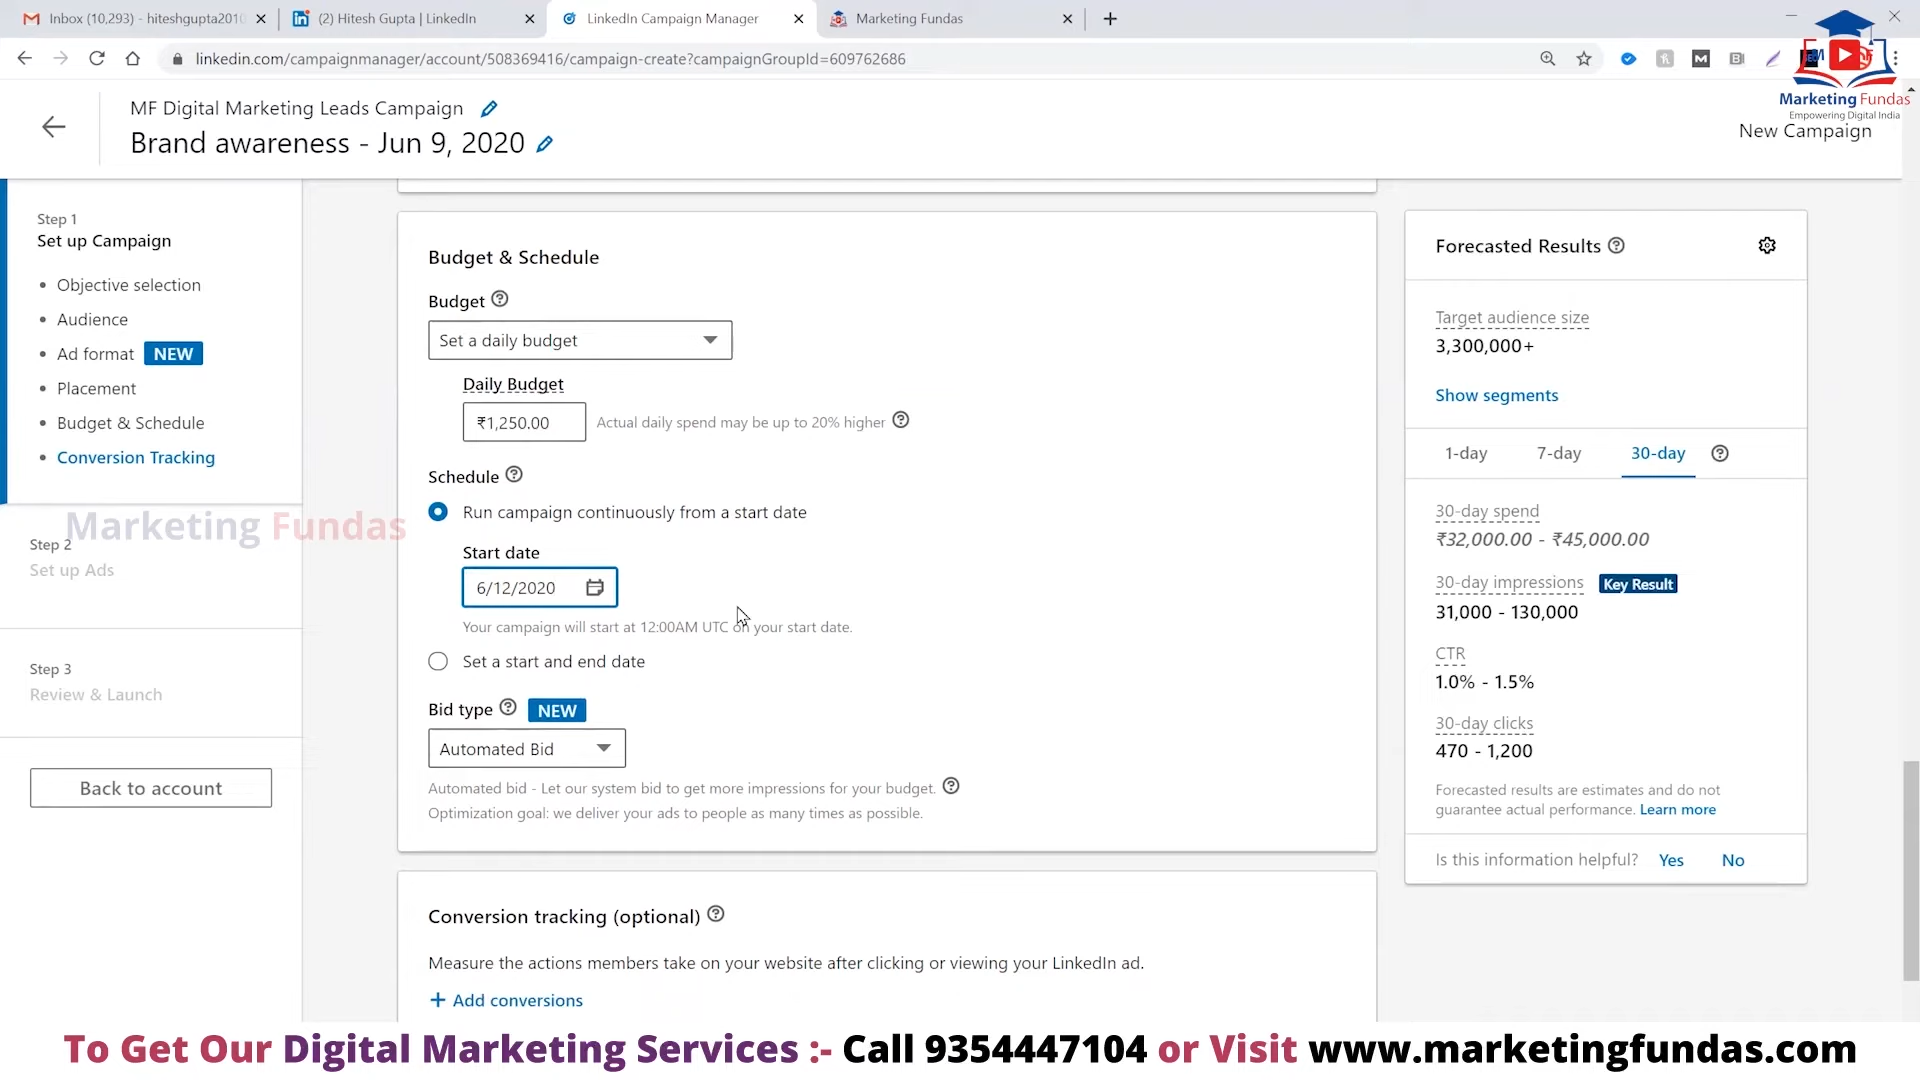 Inbox (10,293) - hiteshgupta2010
(2) Hitesh Gupta | LinkedIn
LinkedIn Campaign Manager
Marketing Fundas
linkedin.com/campaignmanager/account/508369416/campaign-create?campaignGroupId=609762686
Marketing Fundas
Empowering Digital India
MF Digital Marketing Leads Campaign
Brand awareness - Jun 9, 2020
New Campaign
Step 1
Set up Campaign
Objective selection
Audience
Ad format NEW
Placement
Budget & Schedule
Conversion Tracking
Marketing Fundas
Step 2
Set up Ads
Step 3
Review & Launch
Back to account
Budget & Schedule
Budget
Set a daily budget
Daily Budget
₹1,250.00 Actual daily spend may be up to 20% higher
Schedule
Run campaign continuously from a start date
Start date
6/12/2020
Your campaign will start at 12:00AM UTC on your start date.
Set a start and end date
Bid type NEW
Automated Bid
Automated bid - Let our system bid to get more impressions for your budget.
Optimization goal: we deliver your ads to people as many times as possible.
Conversion tracking (optional)
Measure the actions members take on your website after clicking or viewing your LinkedIn ad.
+ Add conversions
Forecasted Results
Target audience size
3,300,000+
Show segments
1-day 7-day 30-day
30-day spend
₹32,000.00 - ₹45,000.00
30-day impressions Key Result
31,000 - 130,000
CTR
1.0% - 1.5%
30-day clicks
470 - 1,200
Forecasted results are estimates and do not
guarantee actual performance. Learn more
Is this information helpful? Yes No
To Get Our Digital Marketing Services :- Call 9354447104 or Visit www.marketingfundas.com